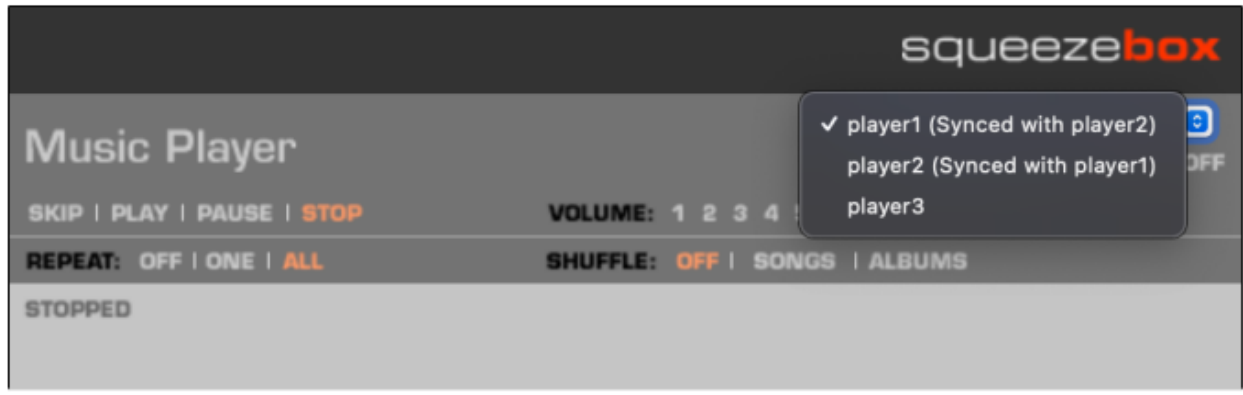 squeezebox
player1 (Synced with player2)
Music Player
player2 (Synced with player1)
OFF
player3
SKIP | PLAY | PAUSE | STOP
VOLUME: 1 2 3 4
REPEAT: OFF | ONE | ALL
SHUFFLE: OFF | SONGS | ALBUMS
STOPPED